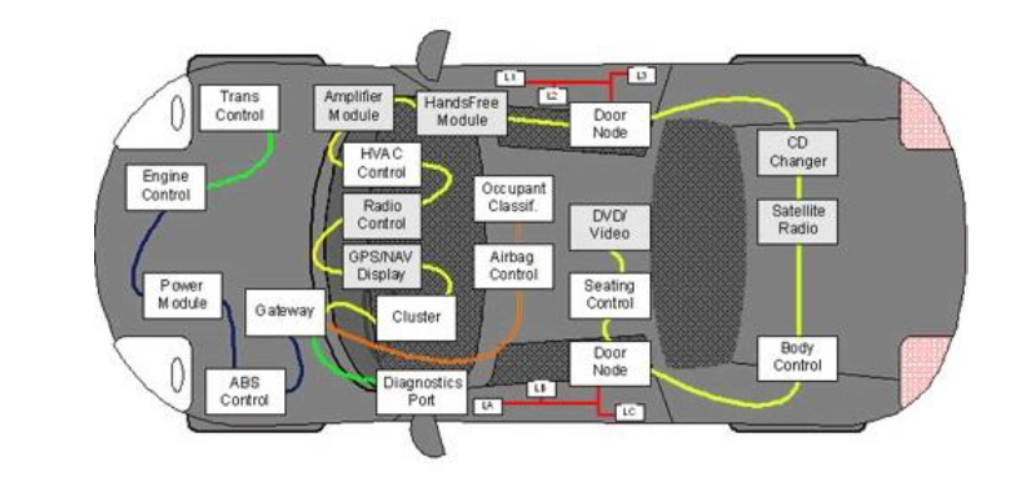 Trans
Control
Amplifier
Module
HandsFree
Module
L1
L2
L3
Door
Node
CD
Changer
Engine
Control
HVAC
Control
Occupant
Classif.
Radio
Control
DVD/
Video
Satellite
Radio
GPS/NAV
Display
Airbag
Control
Power
Module
Gateway
Cluster
Seating
Control
ABS
Control
Diagnostics
Port
LA
LB
LC
Door
Node
Body
Control